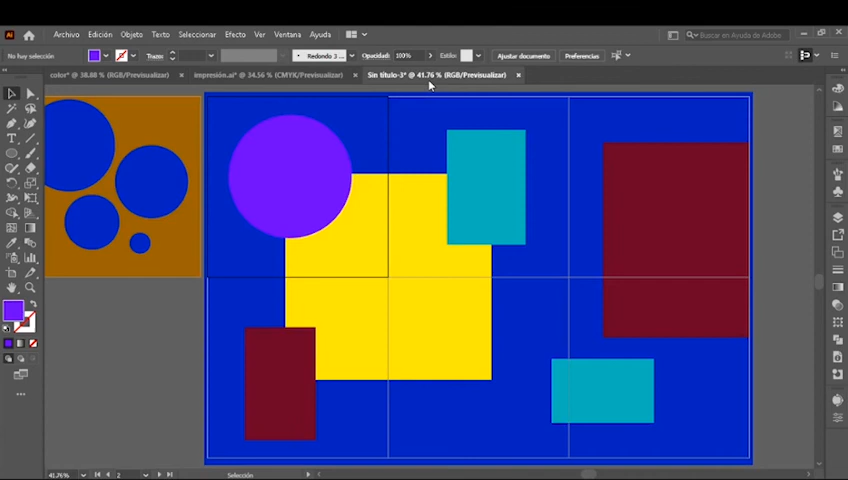 Ai Archivo Edición Objeto Texto Seleccionar Efecto Ver Ventana Ayuda Buscar en Ayuda de Adobe
No hay selección Trazo: Redondo 3 ... Opacidad: 100% Estilo: Ajustar documento Preferencias
color* @ 38.88 % (RGB/Previsualizar) × impresión.ai* @ 34.56 % (CMYK/Previsualizar) × Sin título-3* @ 41.76 % (RGB/Previsualizar) ×
41.76% 2 Selección